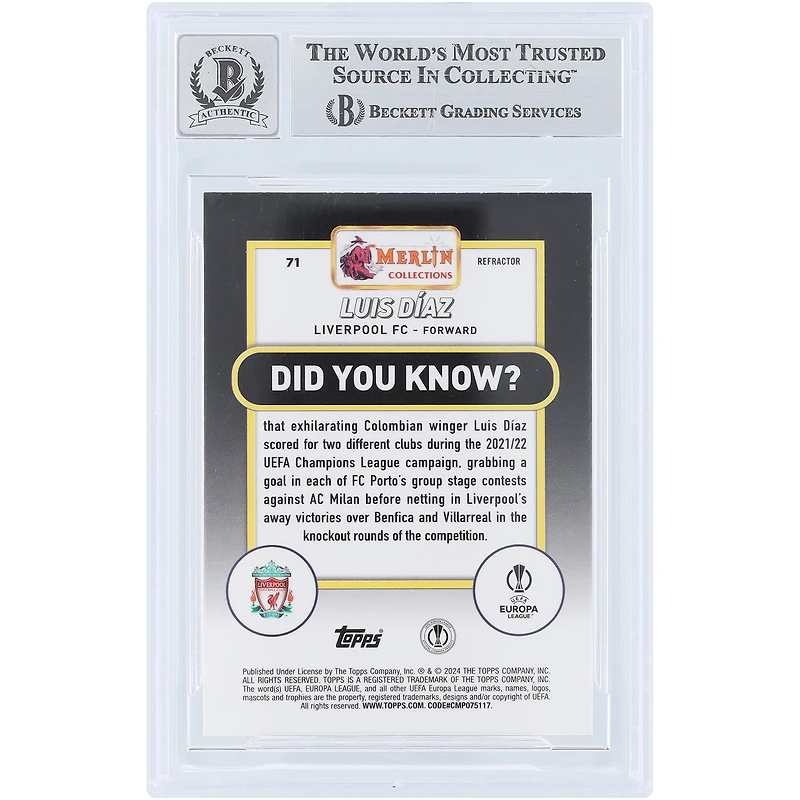 BECKETT
B
AUTHENTIC
THE WORLD'S MOST TRUSTED
SOURCE IN COLLECTING™
B BECKETT GRADING SERVICES
71
MERLIN®
COLLECTIONS
REFRACTOR
LUIS DÍAZ
LIVERPOOL FC - FORWARD
DID YOU KNOW?
that exhilarating Colombian winger Luis Díaz
scored for two different clubs during the 2021/22
UEFA Champions League campaign, grabbing a
goal in each of FC Porto's group stage contests
against AC Milan before netting in Liverpool's
away victories over Benfica and Villarreal in the
knockout rounds of the competition.
LIVERPOOL
UEFA
EUROPA
LEAGUE™
Topps®
Published Under License by The Topps Company, Inc. ® & © 2024 THE TOPPS COMPANY, INC.
ALL RIGHTS RESERVED. TOPPS IS A REGISTERED TRADEMARK OF THE TOPPS COMPANY, INC.
The word(s) UEFA, EUROPA LEAGUE, and all other UEFA Europa League marks, names, logos,
mascots and trophies are the property, registered trademarks, designs and/or copyright of UEFA.
All rights reserved. WWW.TOPPS.COM. CODE#CMP075117.